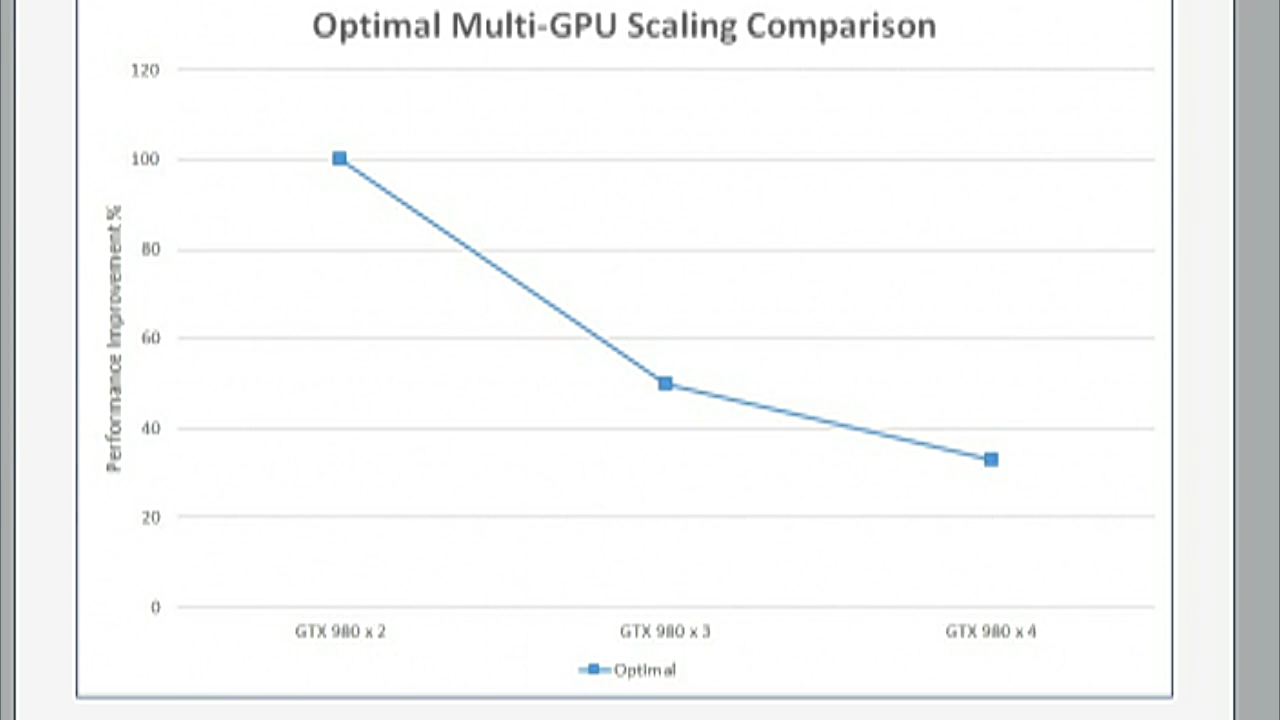 Optimal Multi-GPU Scaling Comparison
120
100
80
60
40
20
0
Performance Improvement %
GTX 980 x 2
GTX 980 x 3
GTX 980 x 4
Optimal